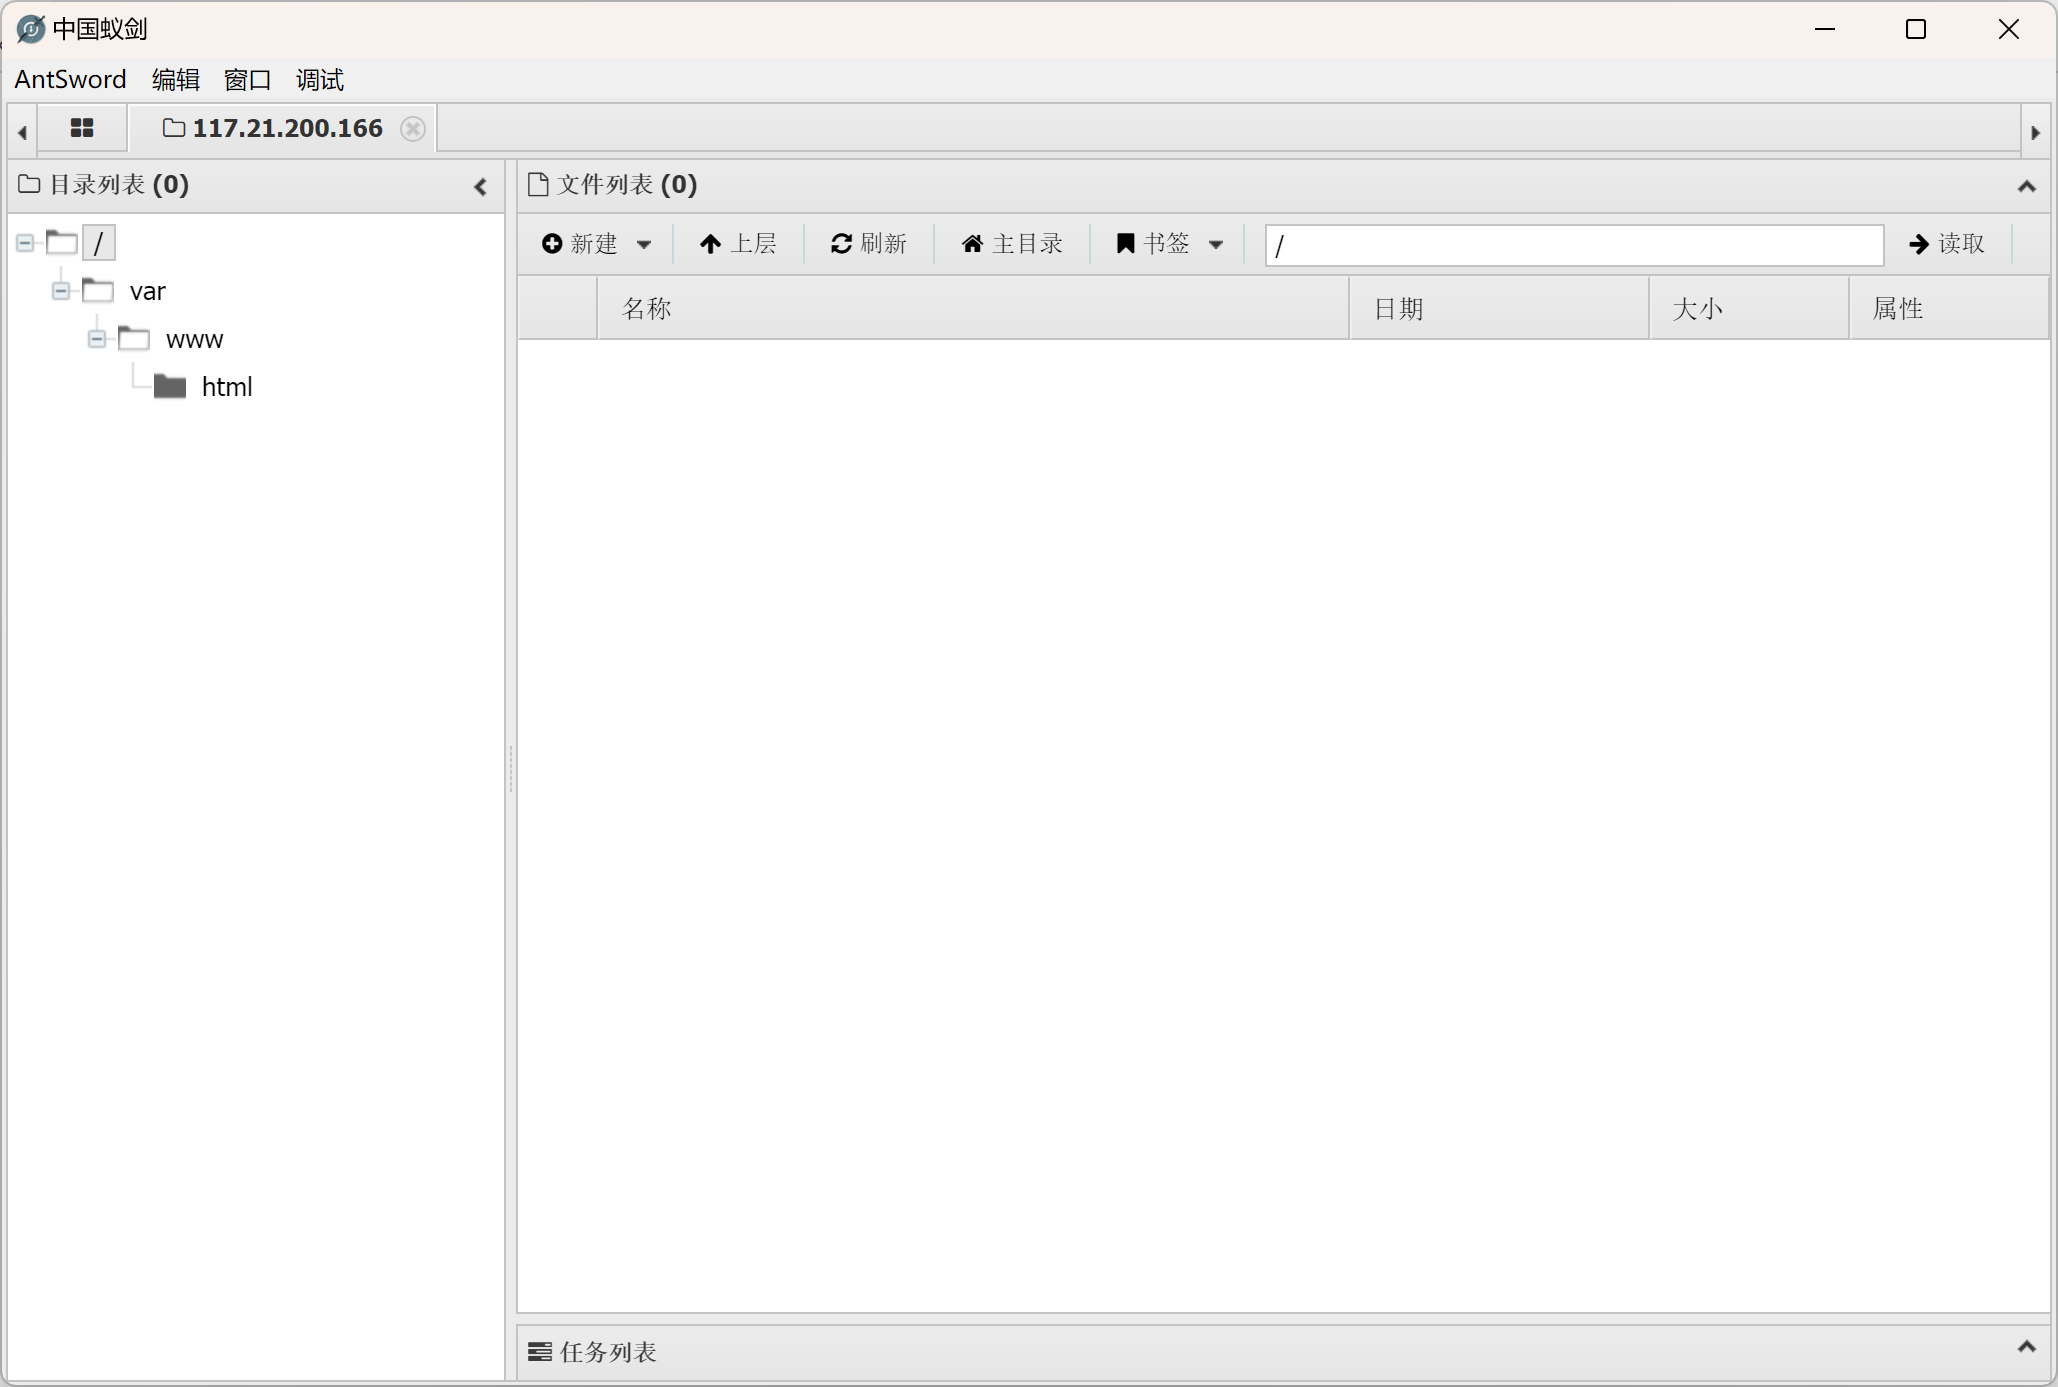 中国蚁剑
AntSword 编辑 窗口 调试
117.21.200.166
目录列表 (0)
/
var
www
html
文件列表 (0)
新建 上层 刷新 主目录 书签 / 读取
名称 日期 大小 属性
任务列表